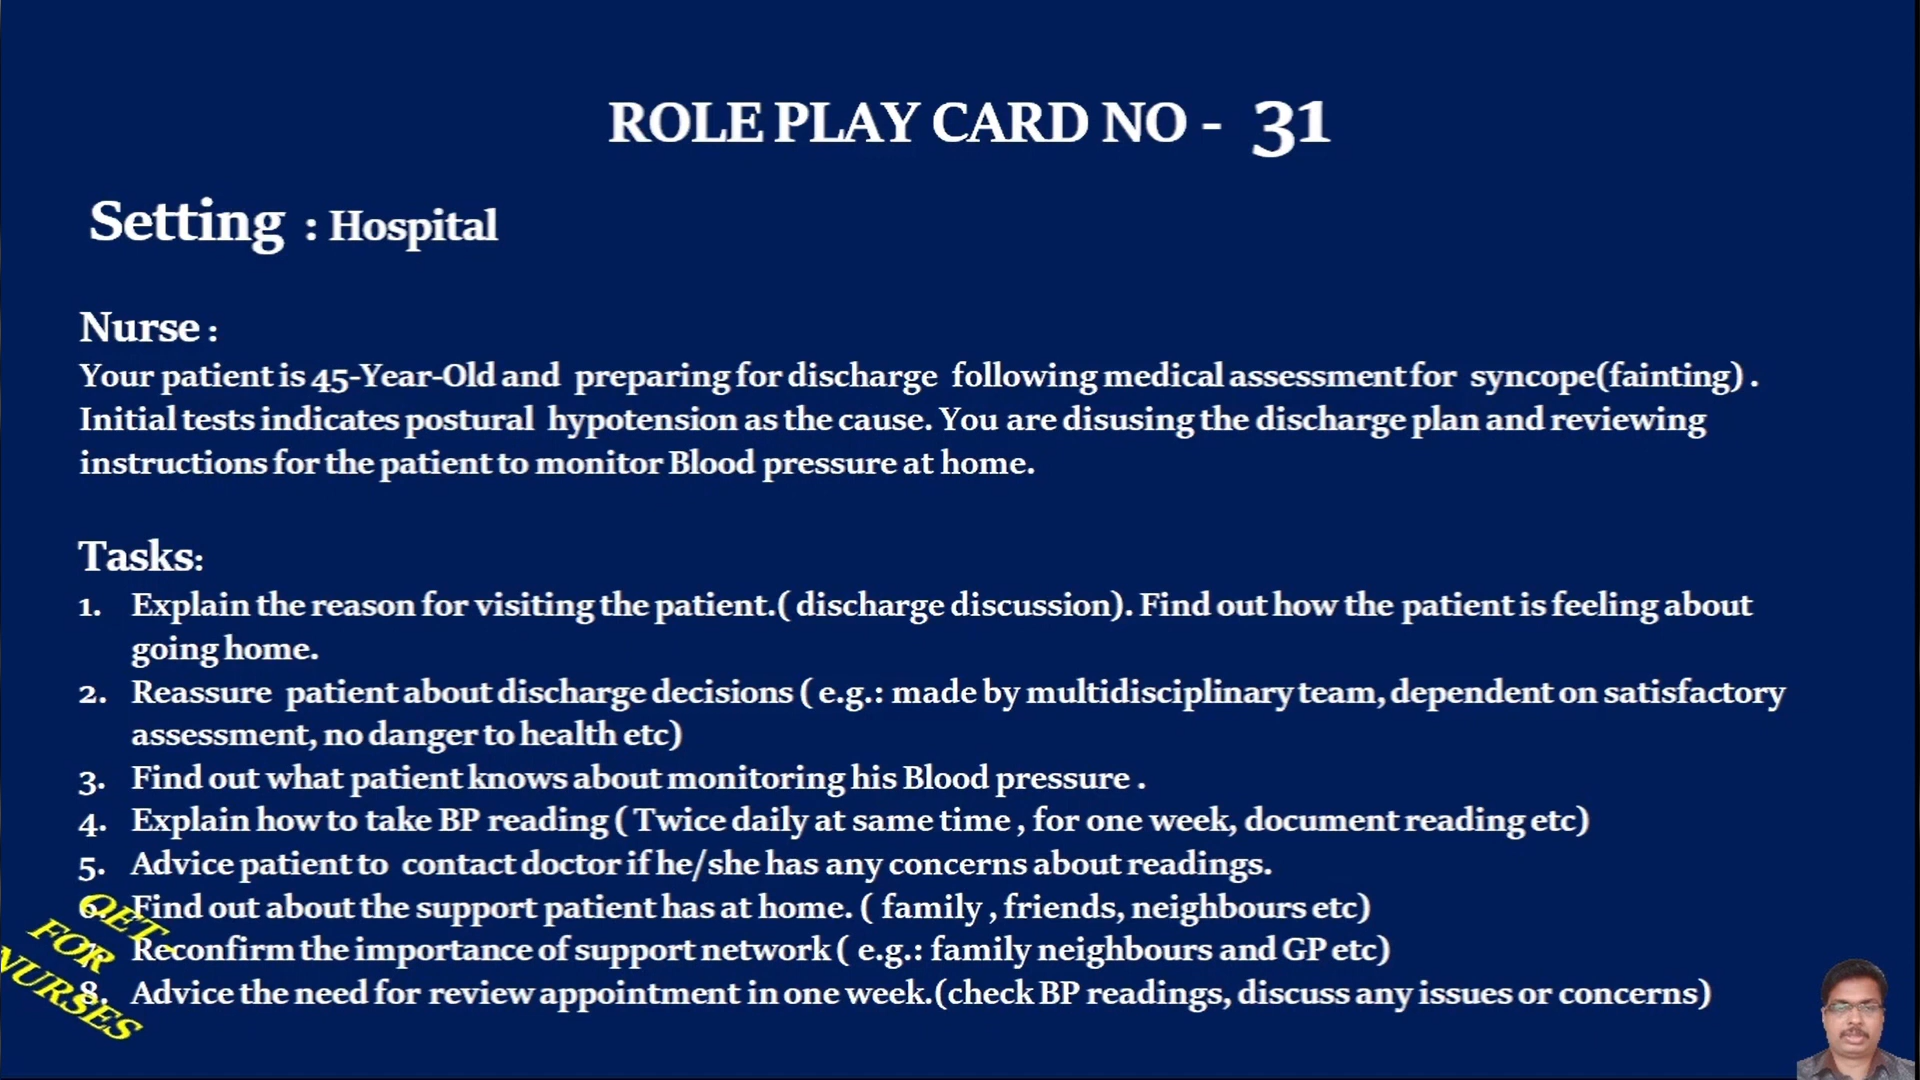 ROLE PLAY CARD NO - 31
Setting : Hospital
Nurse :
Your patient is 45-Year-Old and preparing for discharge following medical assessment for syncope(fainting) .
Initial tests indicates postural hypotension as the cause. You are disusing the discharge plan and reviewing
instructions for the patient to monitor Blood pressure at home.
Tasks:
1. Explain the reason for visiting the patient.( discharge discussion). Find out how the patient is feeling about
going home.
2. Reassure patient about discharge decisions ( e.g.: made by multidisciplinary team, dependent on satisfactory
assessment, no danger to health etc)
3. Find out what patient knows about monitoring his Blood pressure .
4. Explain how to take BP reading ( Twice daily at same time , for one week, document reading etc)
5. Advice patient to contact doctor if he/she has any concerns about readings.
6. Find out about the support patient has at home. ( family , friends, neighbours etc)
7. Reconfirm the importance of support network ( e.g.: family neighbours and GP etc)
8. Advice the need for review appointment in one week.(check BP readings, discuss any issues or concerns)
OET-
FOR
NURSES